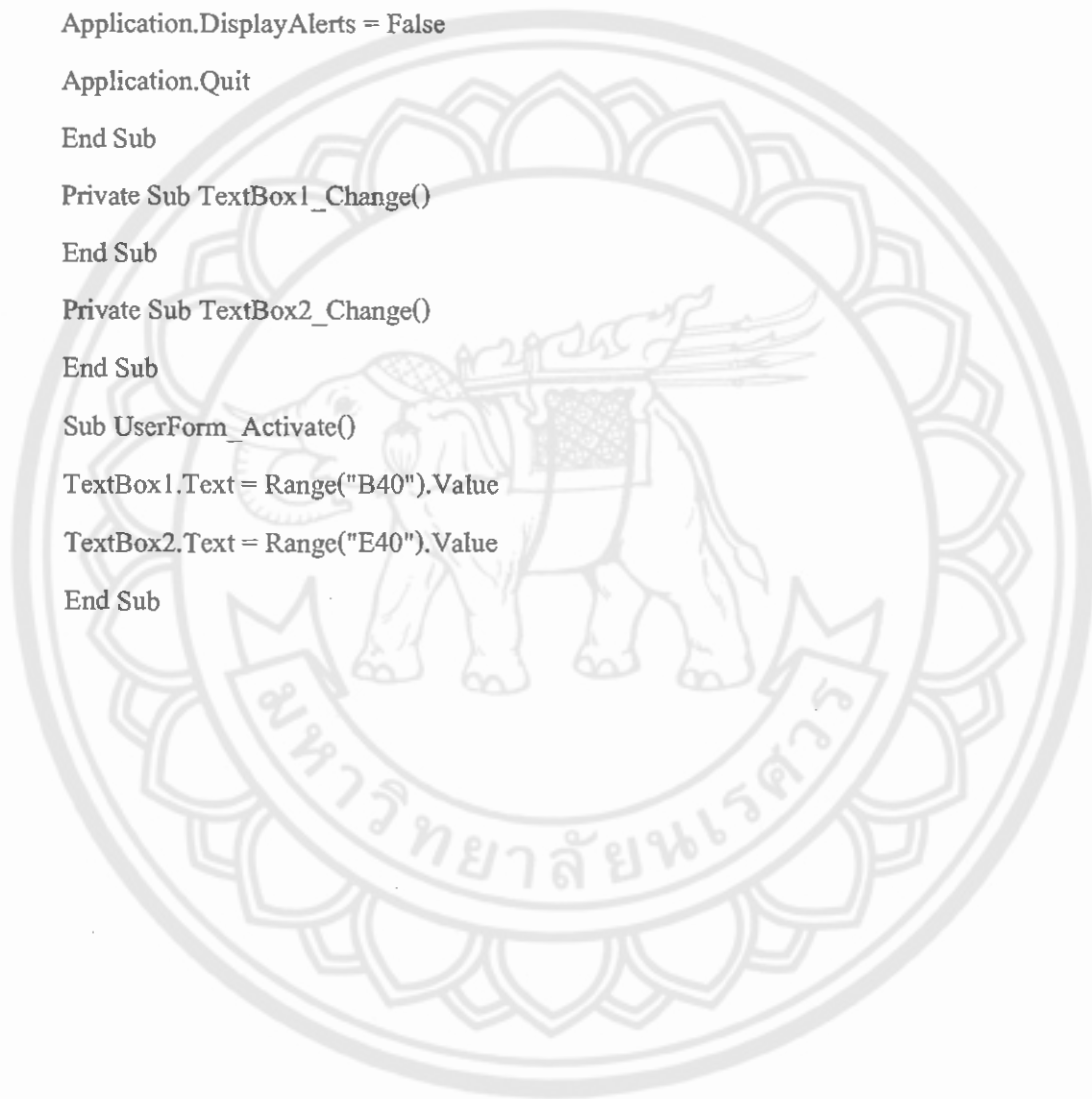 Application.DisplayAlerts = False
Application.Quit
End Sub
Private Sub TextBox1_Change()
End Sub
Private Sub TextBox2_Change()
End Sub
Sub UserForm_Activate()
TextBox1.Text = Range("B40").Value
TextBox2.Text = Range("E40").Value
End Sub
มหาวิทยาลัยนเรศวร